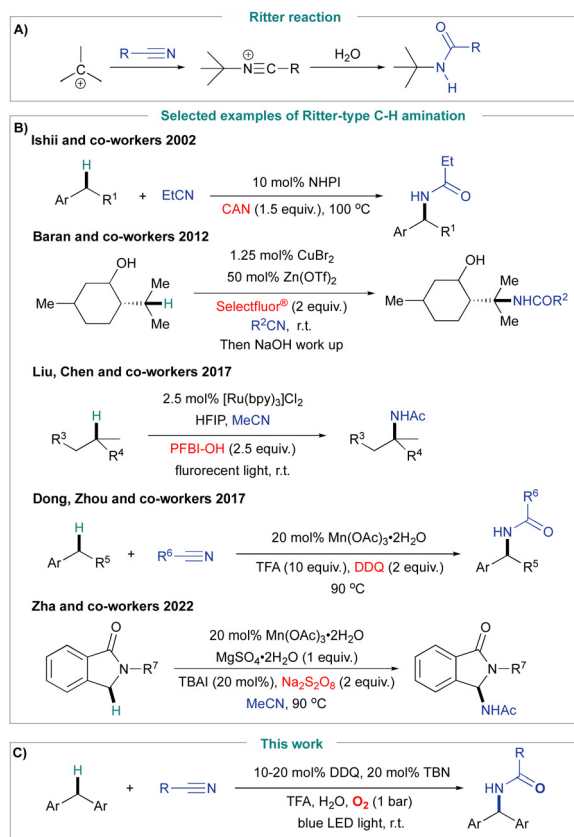 Ritter reaction
A)
R N
⊕
⊕
N≡C–R
H₂O
O
N R
H
Selected examples of Ritter-type C-H amination
B)
Ishii and co-workers 2002
H
Ar R¹
+ EtCN
10 mol% NHPI
CAN (1.5 equiv.), 100 °C
Et
HN O
Ar R¹
Baran and co-workers 2012
OH
Me
Me
H
Me
1.25 mol% CuBr₂
50 mol% Zn(OTf)₂
Selectfluor® (2 equiv.)
R²CN, r.t.
Then NaOH work up
OH
Me
Me
NHCOR²
Me
Liu, Chen and co-workers 2017
H
R³
R⁴
2.5 mol% [Ru(bpy)₃]Cl₂
HFIP, MeCN
PFBI-OH (2.5 equiv.)
flurorecent light, r.t.
NHAc
R³
R⁴
Dong, Zhou and co-workers 2017
H
Ar R⁵
+ R⁶ N
20 mol% Mn(OAc)₃•2H₂O
TFA (10 equiv.), DDQ (2 equiv.)
90 °C
R⁶
HN O
Ar R⁵
Zha and co-workers 2022
O
N–R⁷
H
20 mol% Mn(OAc)₃•2H₂O
MgSO₄•2H₂O (1 equiv.)
TBAI (20 mol%), Na₂S₂O₈ (2 equiv.)
MeCN, 90 °C
O
N–R⁷
NHAc
This work
C)
H
Ar Ar
+ R N
10-20 mol% DDQ, 20 mol% TBN
TFA, H₂O, O₂ (1 bar)
blue LED light, r.t.
R
HN O
Ar Ar